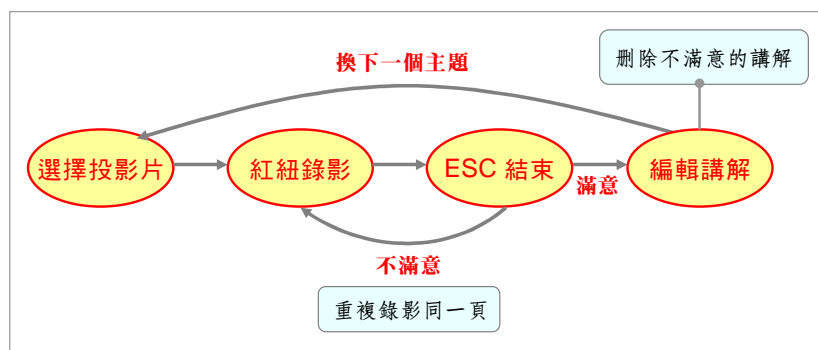 刪除不滿意的講解
換下一個主題
選擇投影片
紅紐錄影
ESC 結束
滿意
編輯講解
不滿意
重複錄影同一頁